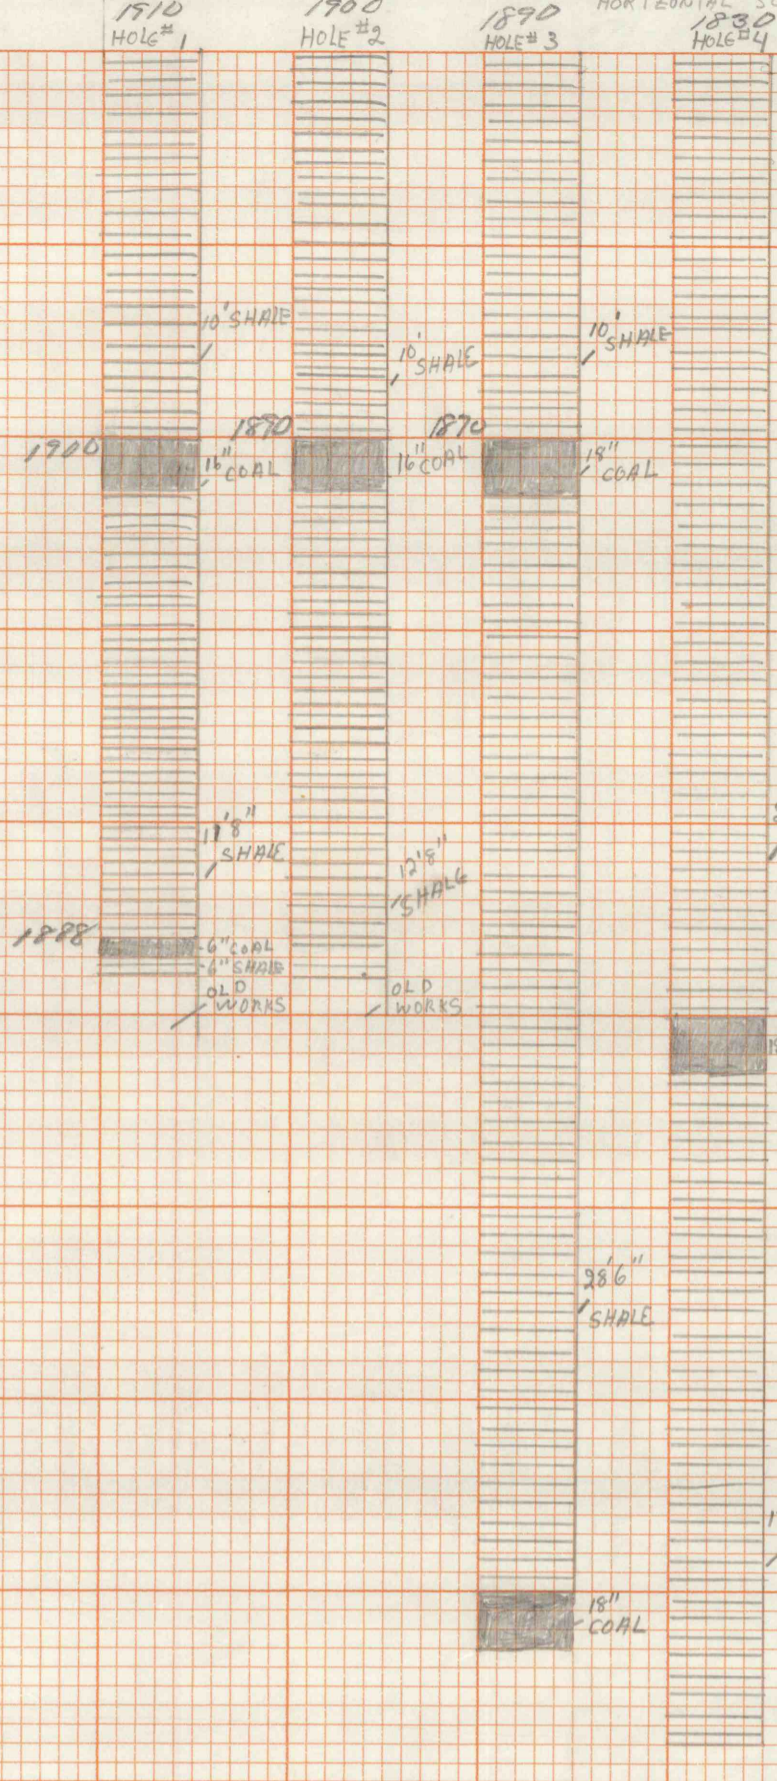 1910
HOLE #1
1900
HOLE #2
1890
HOLE #3
1830
HOLE #4
HORIZONTAL
10' SHALE
10'
SHALE
10'
SHALE
1900
16"
COAL
1890
16" COAL
1870
18"
COAL
11'8"
SHALE
12'8"
SHALE
1888
6" COAL
6" SHALE
OLD
WORKS
OLD
WORKS
28'6"
SHALE
18"
COAL